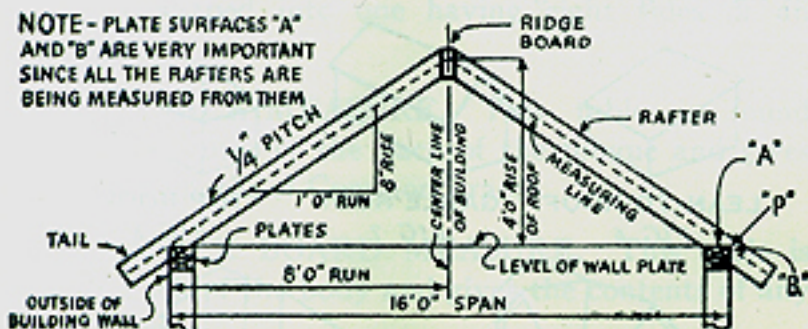 NOTE - PLATE SURFACES "A"
AND "B" ARE VERY IMPORTANT
SINCE ALL THE RAFTERS ARE
BEING MEASURED FROM THEM
RIDGE
BOARD
RAFTER
1/4" PITCH
8" RISE
1'0" RUN
CENTER LINE
OF BUILDING
4'0" RISE
OF ROOF
MEASURING
LINE
"A"
"P"
"B"
TAIL
PLATES
LEVEL OF WALL PLATE
8'0" RUN
OUTSIDE OF
BUILDING WALL
16'0" SPAN